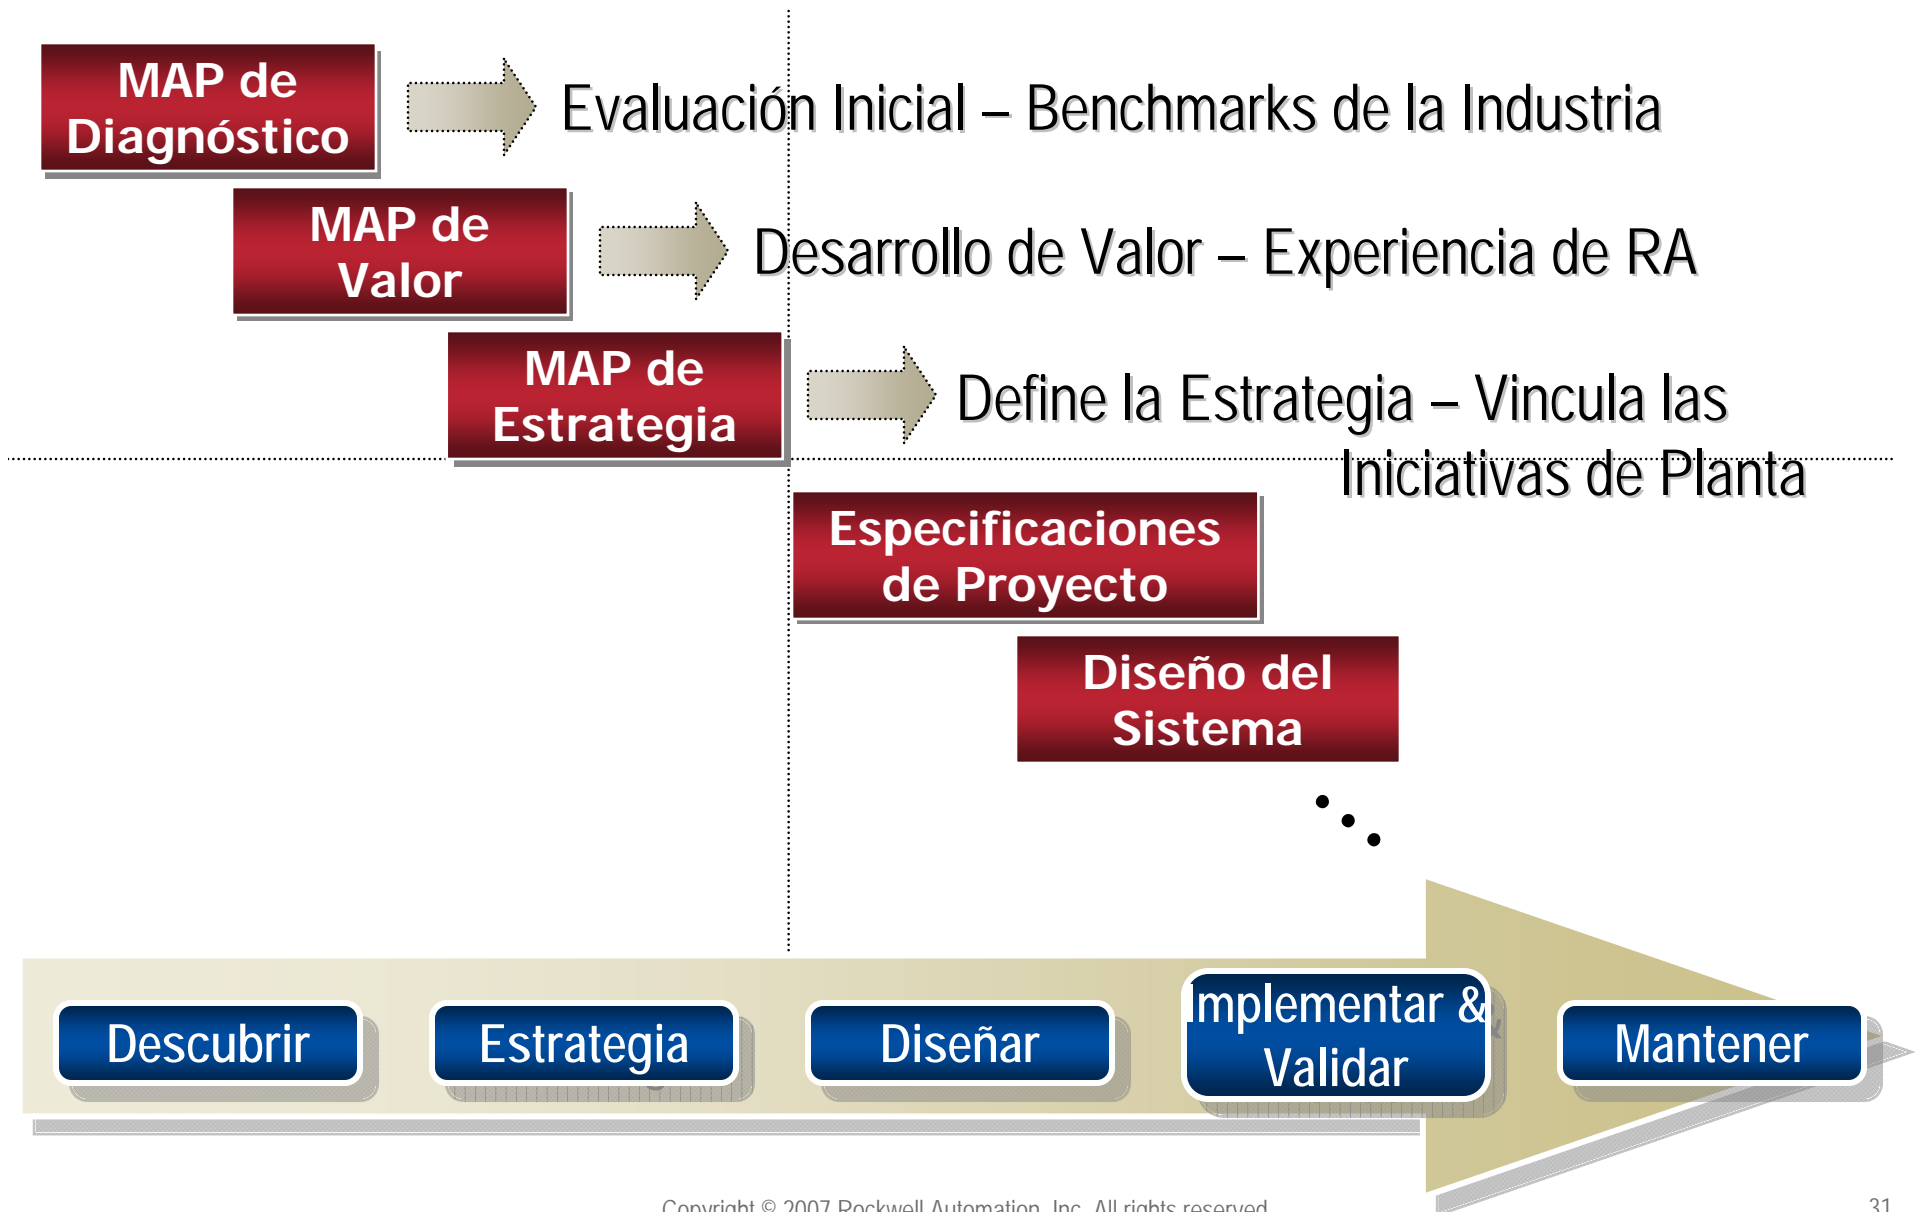 MAP de
Diagnóstico
Evaluación Inicial – Benchmarks de la Industria
MAP de
Valor
Desarrollo de Valor – Experiencia de RA
MAP de
Estrategia
Define la Estrategia – Vincula las
Iniciativas de Planta
Especificaciones
de Proyecto
Diseño del
Sistema
Descubrir
Estrategia
Diseñar
Implementar &
Validar
Mantener
Copyright © 2007 Rockwell Automation, Inc. All rights reserved.
31